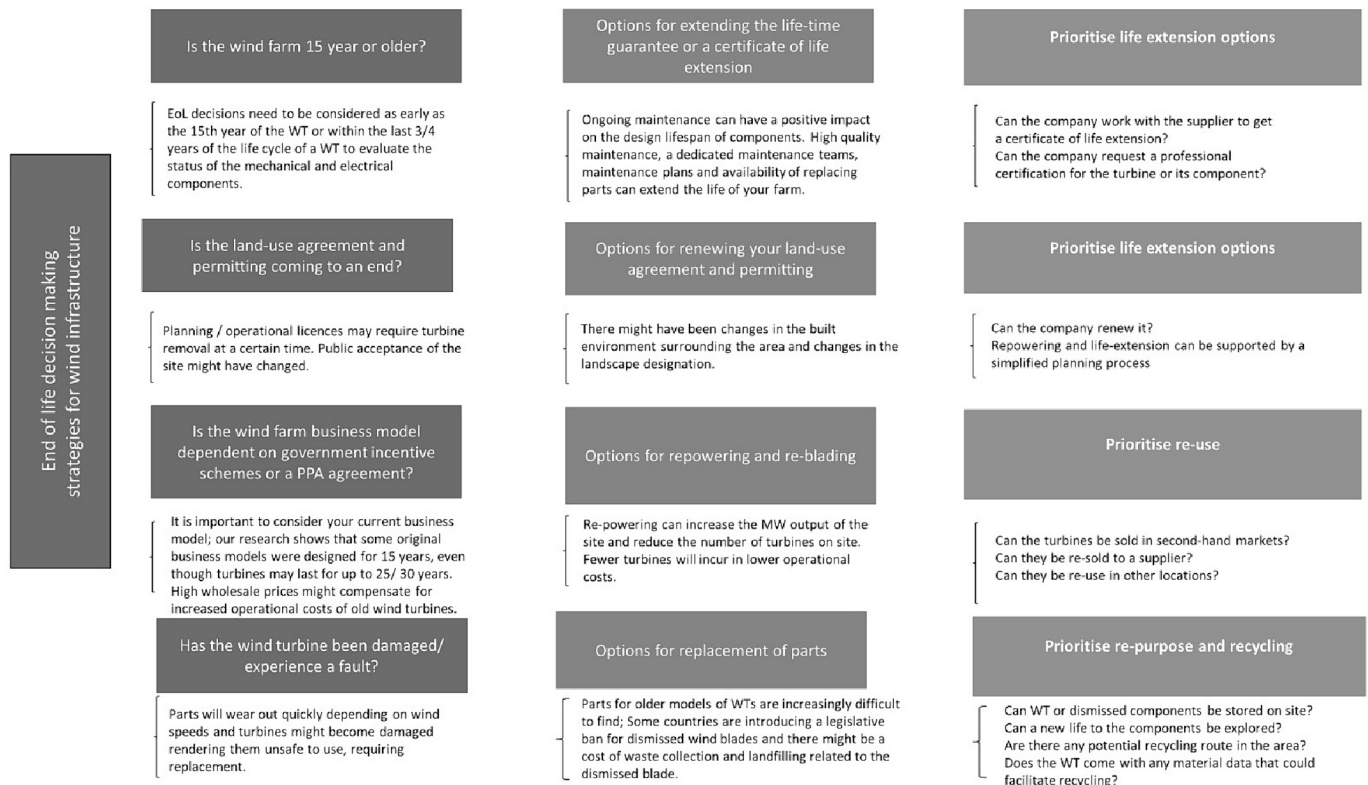 End of life decision making
strategies for wind infrastructure
Is the wind farm 15 year or older?
EoL decisions need to be considered as early as
the 15th year of the WT or within the last 3/4
years of the life cycle of a WT to evaluate the
status of the mechanical and electrical
components.
Options for extending the life-time
guarantee or a certificate of life
extension
Ongoing maintenance can have a positive impact
on the design lifespan of components. High quality
maintenance, a dedicated maintenance teams,
maintenance plans and availability of replacing
parts can extend the life of your farm.
Prioritise life extension options
Can the company work with the supplier to get
a certificate of life extension?
Can the company request a professional
certification for the turbine or its component?
Is the land-use agreement and
permitting coming to an end?
Planning / operational licences may require turbine
removal at a certain time. Public acceptance of the
site might have changed.
Options for renewing your land-use
agreement and permitting
There might have been changes in the built
environment surrounding the area and changes in the
landscape designation.
Prioritise life extension options
Can the company renew it?
Repowering and life-extension can be supported by a
simplified planning process
Is the wind farm business model
dependent on government incentive
schemes or a PPA agreement?
It is important to consider your current business
model; our research shows that some original
business models were designed for 15 years, even
though turbines may last for up to 25/ 30 years.
High wholesale prices might compensate for
increased operational costs of old wind turbines.
Options for repowering and re-blading
Re-powering can increase the MW output of the
site and reduce the number of turbines on site.
Fewer turbines will incur in lower operational
costs.
Prioritise re-use
Can the turbines be sold in second-hand markets?
Can they be re-sold to a supplier?
Can they be re-use in other locations?
Has the wind turbine been damaged/
experience a fault?
Parts will wear out quickly depending on wind
speeds and turbines might become damaged
rendering them unsafe to use, requiring
replacement.
Options for replacement of parts
Parts for older models of WTs are increasingly difficult
to find; Some countries are introducing a legislative
ban for dismissed wind blades and there might be a
cost of waste collection and landfilling related to the
dismissed blade.
Prioritise re-purpose and recycling
Can WT or dismissed components be stored on site?
Can a new life to the components be explored?
Are there any potential recycling route in the area?
Does the WT come with any material data that could
facilitate recycling?